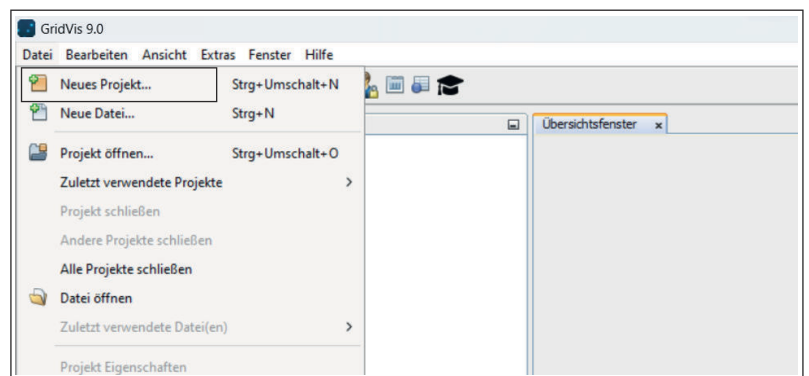 GridVis 9.0
Datei Bearbeiten Ansicht Extras Fenster Hilfe
Neues Projekt... Strg+Umschalt+N
Neue Datei... Strg+N
Übersichtsfenster x
Projekt öffnen... Strg+Umschalt+O
Zuletzt verwendete Projekte >
Projekt schließen
Andere Projekte schließen
Alle Projekte schließen
Datei öffnen
Zuletzt verwendete Datei(en) >
Projekt Eigenschaften